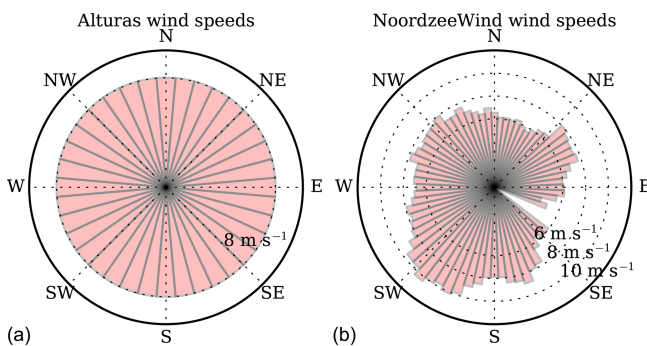 Alturas wind speeds
N
NW
NE
W
E
8 m s⁻¹
SW
SE
S
(a)
NoordzeeWind wind speeds
N
NW
NE
W
E
6 m s⁻¹
8 m s⁻¹
10 m s⁻¹
SW
SE
S
(b)